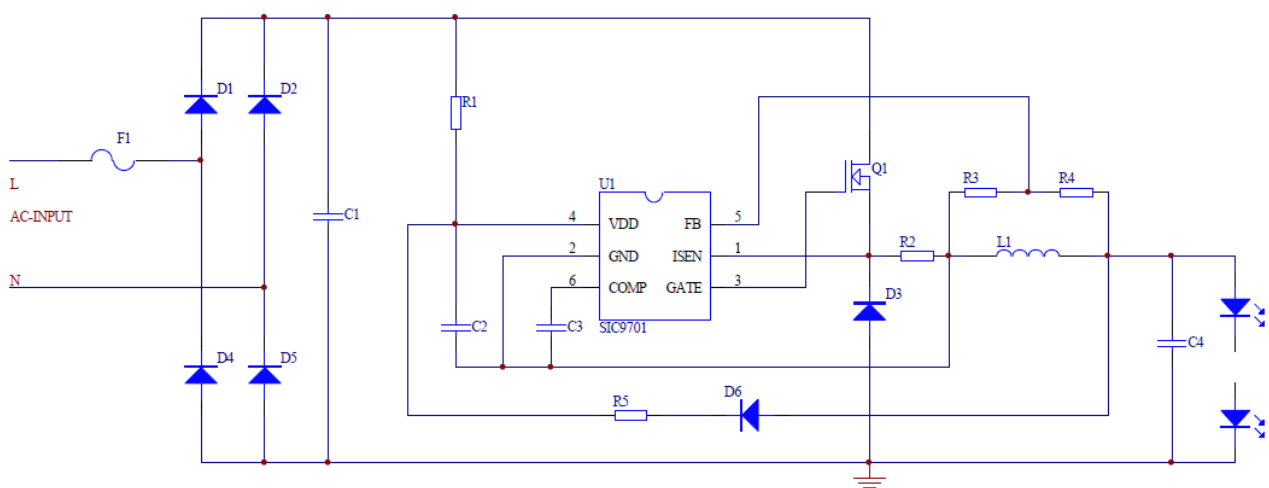 D1
D2
R1
F1
L
AC-INPUT
N
C1
U1
4
VDD
FB
5
2
GND
ISEN
1
6
COMP
GATE
3
SIC9701
Q1
R3
R4
R2
L1
D3
C2
C3
C4
D4
D5
R5
D6